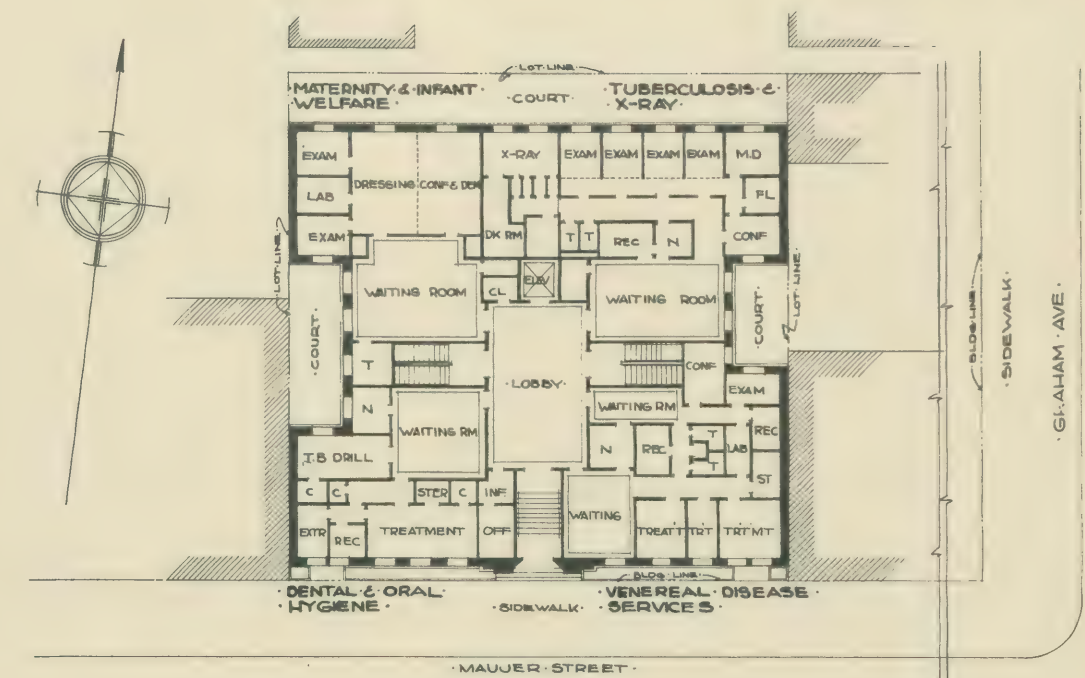 ·LOT·LINE·
·MATERNITY·&·INFANT·
WELFARE·
·COURT·
TUBERCULOSIS·&·
X-RAY·
EXAM
X-RAY
EXAM
EXAM
EXAM
EXAM
M.D
LAB
DRESSING
CONF & DEM
FL
EXAM
DK RM
T
T
REC
N
CONF
·LOT·LINE·
WAITING ROOM
CL
ELEV
WAITING ROOM
·COURT·
·LOT·LINE·
·COURT·
T
·LOBBY·
CONF
EXAM
·BLDG·LINE·
·SIDEWALK·
·GRAHAM·AVE.·
N
WAITING RM
WAITING RM
N
REC
T
T
LAB
REC
T.B DRILL
ST
C
C
STER
C
INF.
WAITING
EXTR
REC
TREATMENT
OFF
TREAT'T
TRT
TRT MT
·BLDG·LINE·
·DENTAL·&·ORAL·
·HYGIENE·
·SIDEWALK·
·VENEREAL·DISEASE·
·SERVICES·
·MAUJER·STREET·